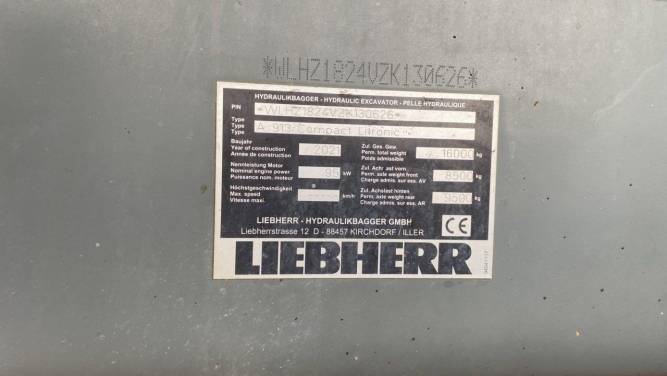 *WLHZ1824VZK130626*
HYDRAULIKBAGGER - HYDRAULIC EXCAVATOR - PELLE HYDRAULIQUE
PIN *WLHZ1824VZK130626*
Type
Type A 913 Compact Litronic
Type
Baujahr
Year of construction 2021
Année de construction
Nennleistung Motor
Nominal engine power 95 kW
Puissance nom. moteur
Höchstgeschwindigkeit
Max. speed km/h
Vitesse maxi.
Zul. Ges. Gew.
Perm. total weight 16000 kg
Poids admissible
Zul. Achslast vorn
Perm. axle weight front 8500 kg
Charge admis. sur ess. AV
Zul. Achslast hinten
Perm. axle weight rear 9500 kg
Charge admis. sur ess. AR
LIEBHERR - HYDRAULIKBAGGER GMBH
Liebherrstrasse 12 D - 88457 KIRCHDORF / ILLER
CE
LIEBHERR